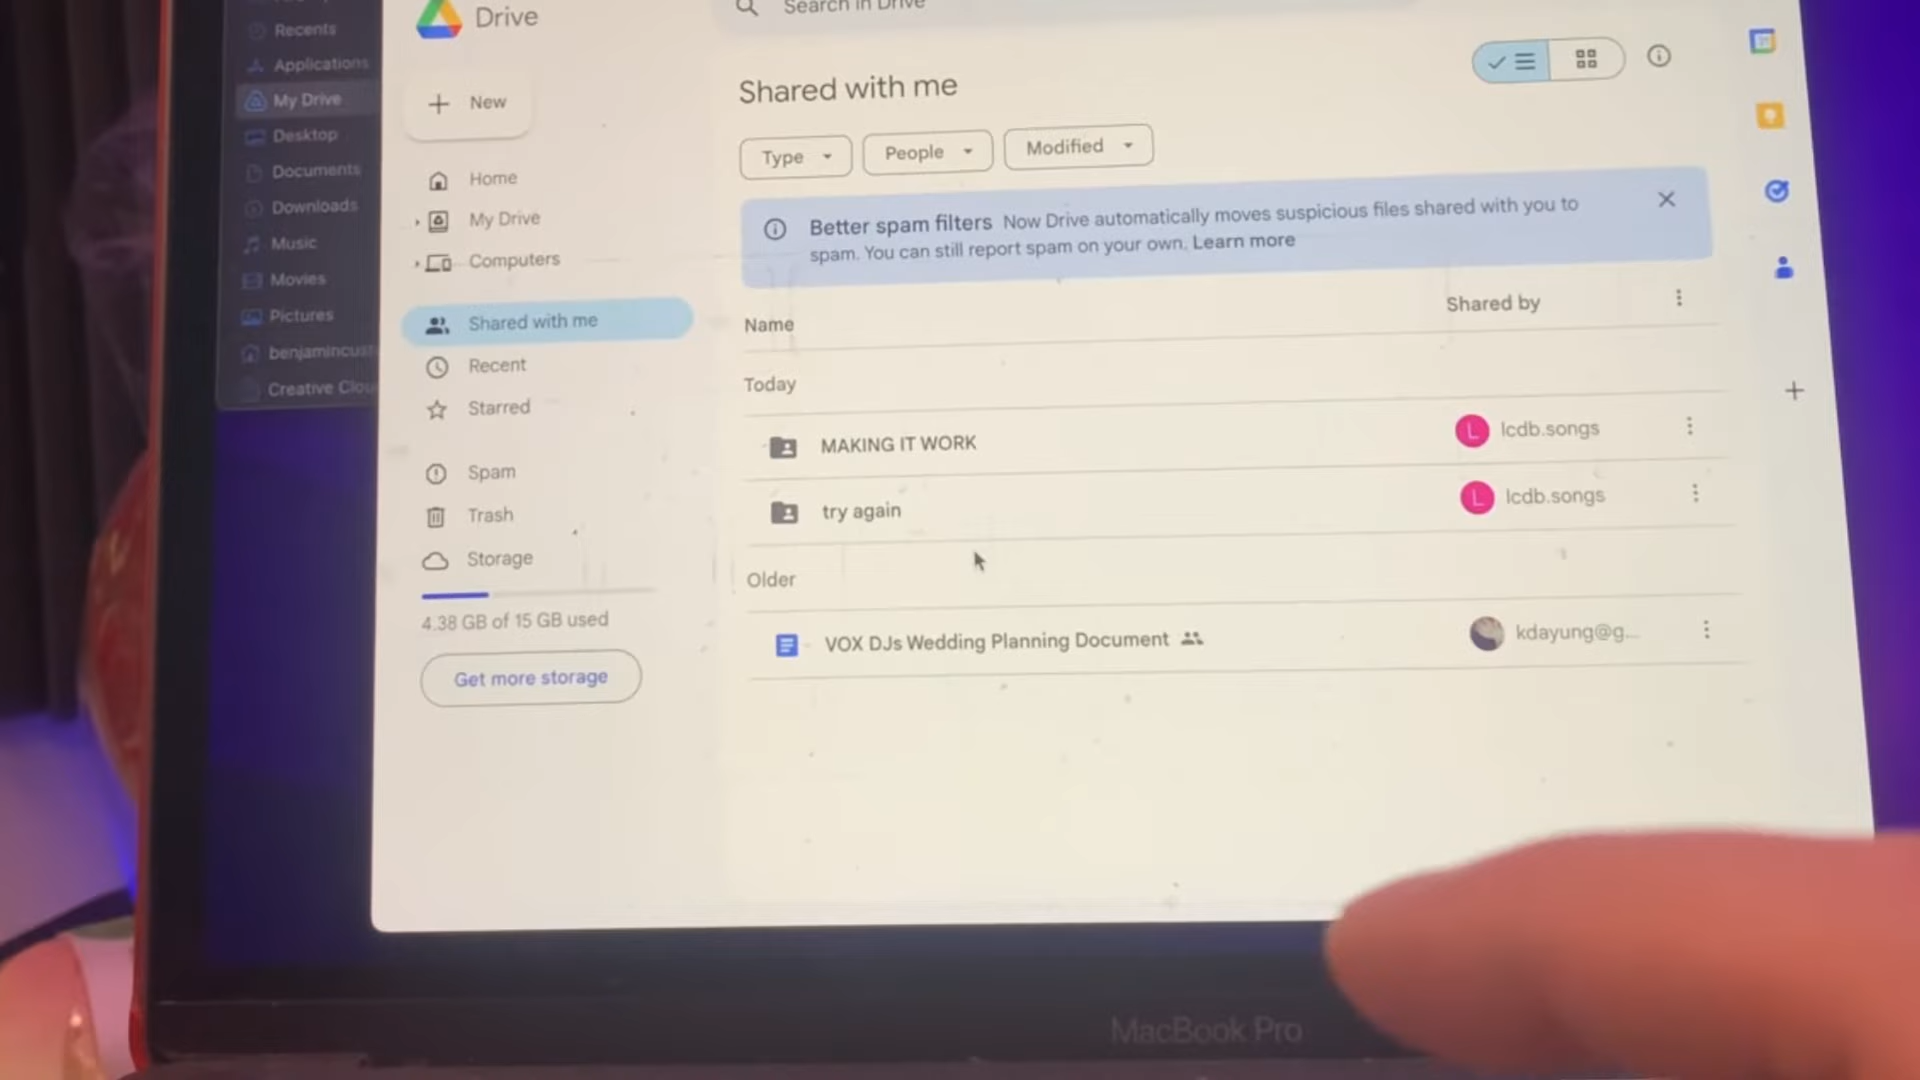 Recents
Applications
My Drive
Desktop
Documents
Downloads
Music
Movies
Pictures
benjamincust
Creative Clou
Drive
Search in Drive
New
Home
My Drive
Computers
Shared with me
Recent
Starred
Spam
Trash
Storage
4.38 GB of 15 GB used
Get more storage
Shared with me
Type
People
Modified
Better spam filters Now Drive automatically moves suspicious files shared with you to
spam. You can still report spam on your own. Learn more
Name
Shared by
Today
MAKING IT WORK
L lcdb.songs
try again
L lcdb.songs
Older
VOX DJs Wedding Planning Document
kdayung@g...
MacBook Pro